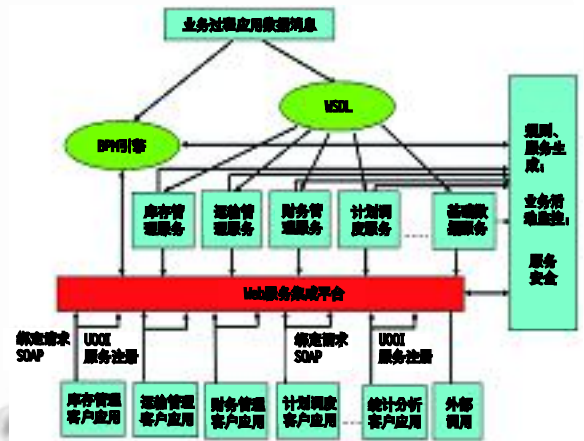 业务过程应用数据消息
WSDL
BPM引擎
规则、
服务生
成;
业务情
监控;
服务
安全
库存管
理服务
运输管
理服务
财务管
理服务
计划调
度服务
基础数
据服务
Web服务集成平台
绑定请求
SOAP
UDDI
服务注册
绑定请求
SOAP
UDDI
服务注册
库存管理
客户应用
运输管理
客户应用
财务管理
客户应用
计划调度
客户应用
统计分析
客户应用
外部
调用